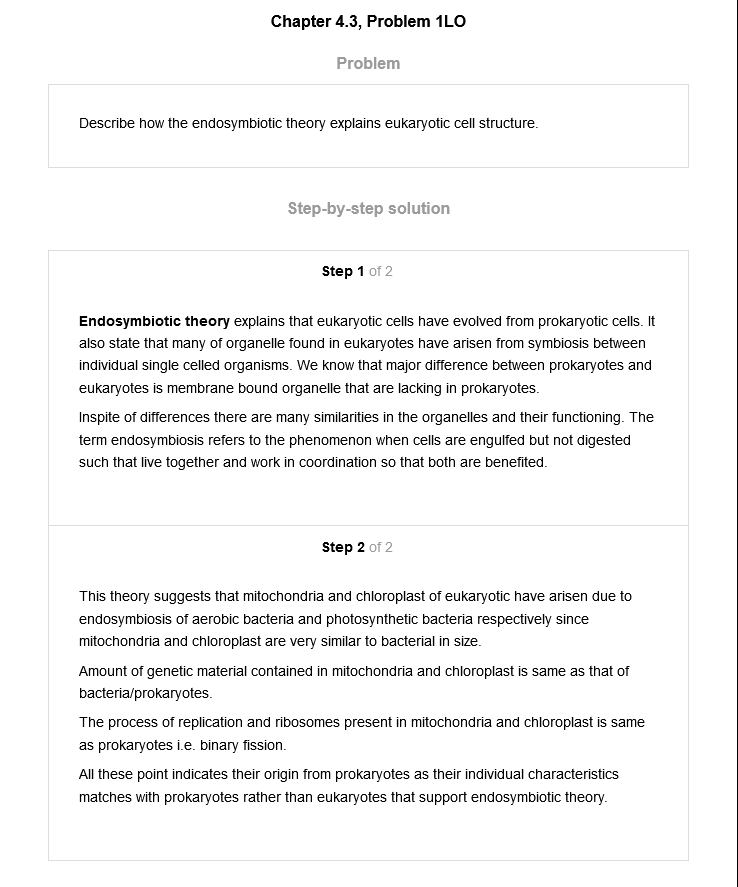 Chapter 4.3, Problem 1LO
Problem
Describe how the endosymbiotic theory explains eukaryotic cell structure.
Step-by-step solution
Step 1 of 2
Endosymbiotic theory explains that eukaryotic cells have evolved from prokaryotic cells. It
also state that many of organelle found in eukaryotes have arisen from symbiosis between
individual single celled organisms. We know that major difference between prokaryotes and
eukaryotes is membrane bound organelle that are lacking in prokaryotes.
Inspite of differences there are many similarities in the organelles and their functioning. The
term endosymbiosis refers to the phenomenon when cells are engulfed but not digested
such that live together and work in coordination so that both are benefited.
Step 2 of 2
This theory suggests that mitochondria and chloroplast of eukaryotic have arisen due to
endosymbiosis of aerobic bacteria and photosynthetic bacteria respectively since
mitochondria and chloroplast are very similar to bacterial in size.
Amount of genetic material contained in mitochondria and chloroplast is same as that of
bacteria/prokaryotes.
The process of replication and ribosomes present in mitochondria and chloroplast is same
as prokaryotes i.e. binary fission.
All these point indicates their origin from prokaryotes as their individual characteristics
matches with prokaryotes rather than eukaryotes that support endosymbiotic theory.